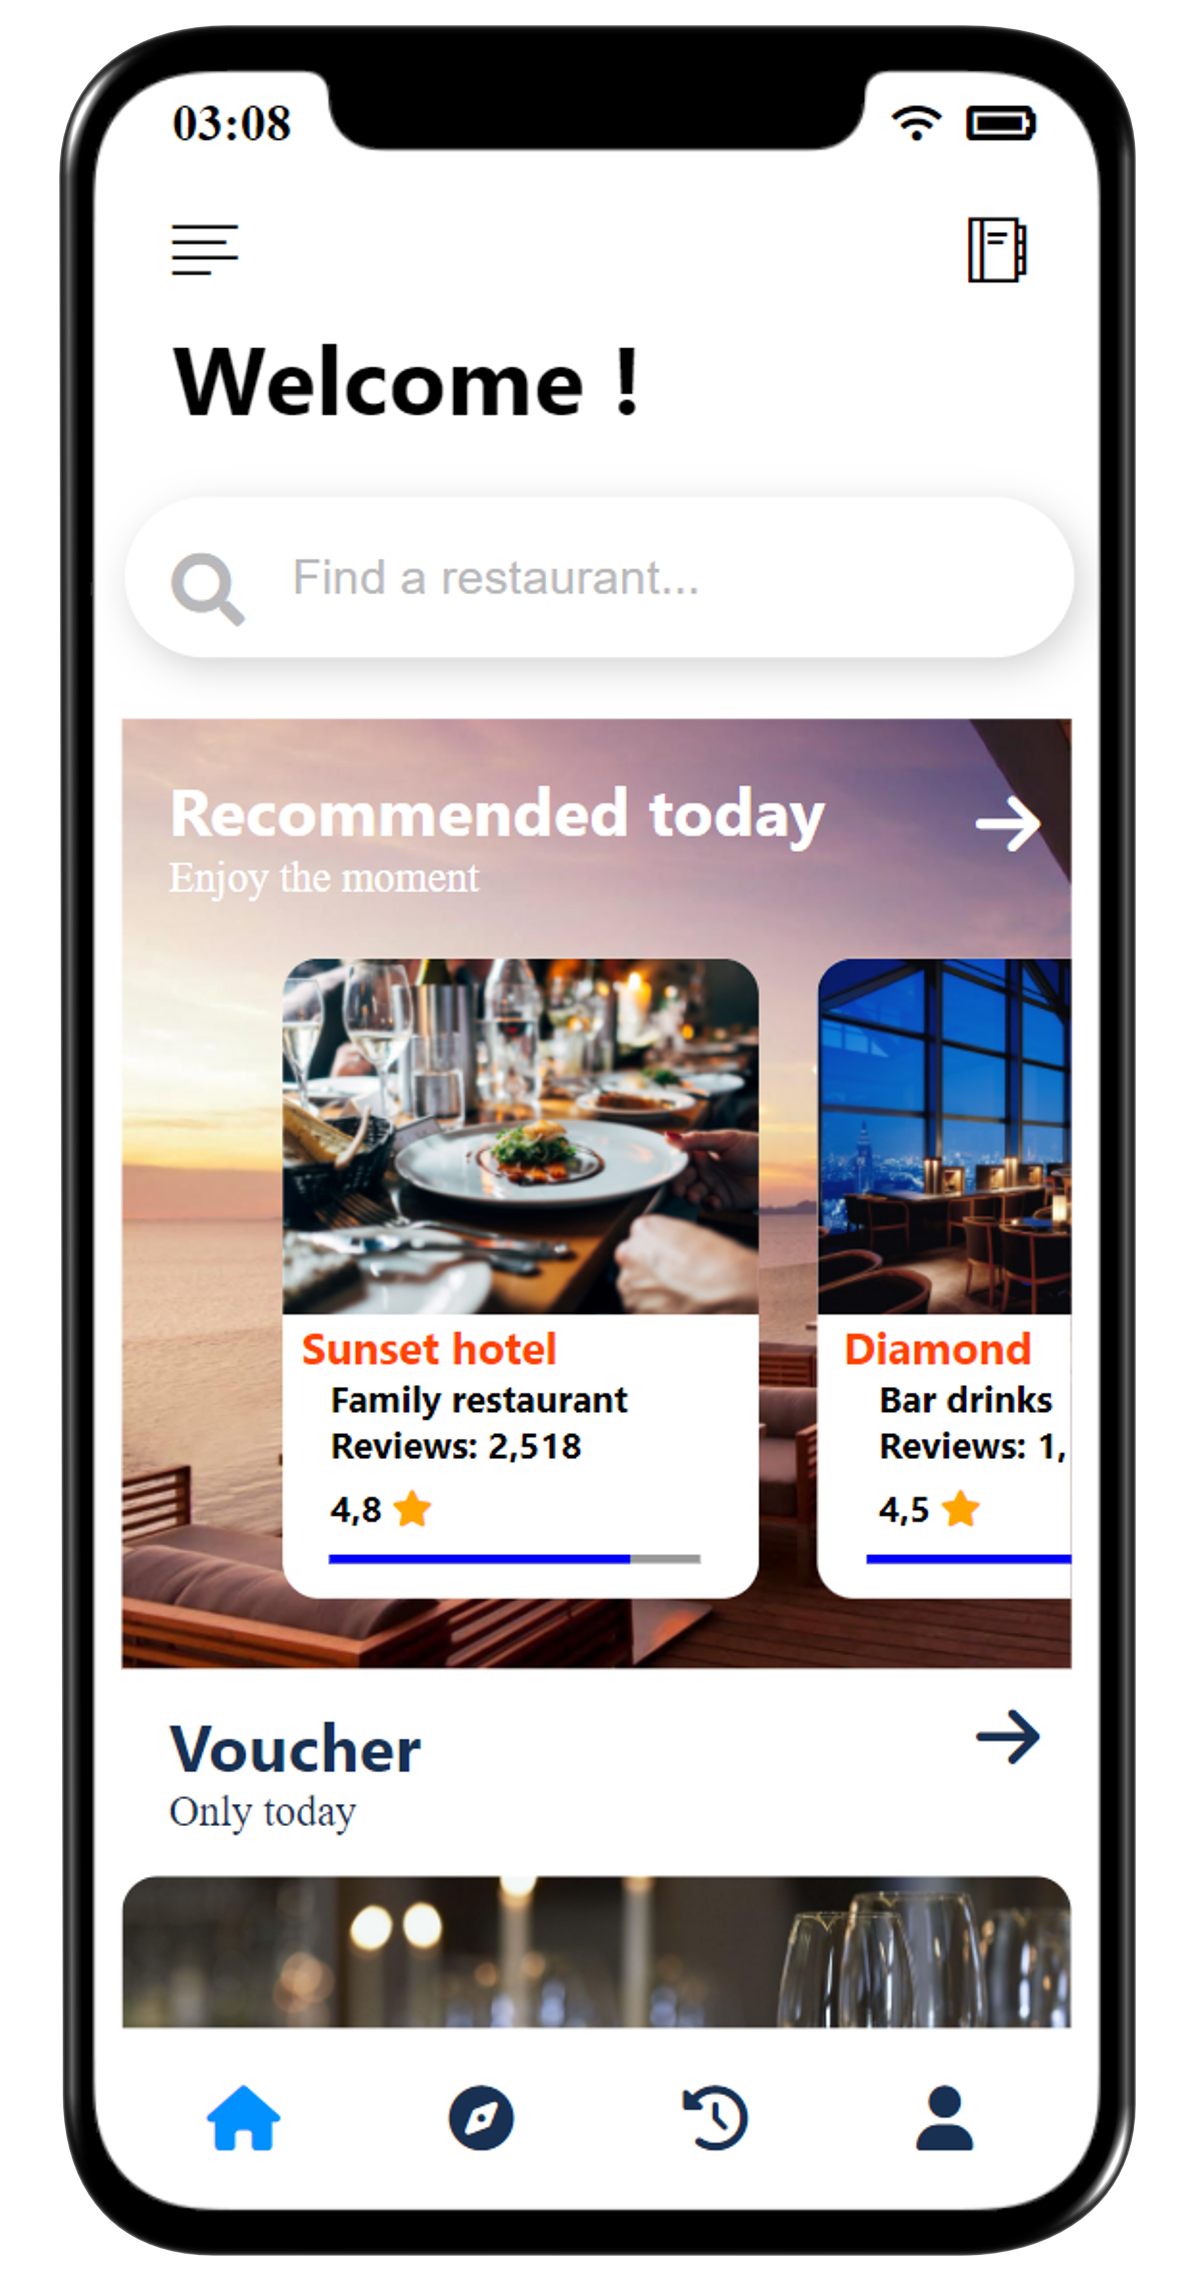 03:08
Welcome !
Find a restaurant...
Recommended today
Enjoy the moment
Sunset hotel
Family restaurant
Reviews: 2,518
4,8
Diamond
Bar drinks
Reviews: 1,
4,5
Voucher
Only today